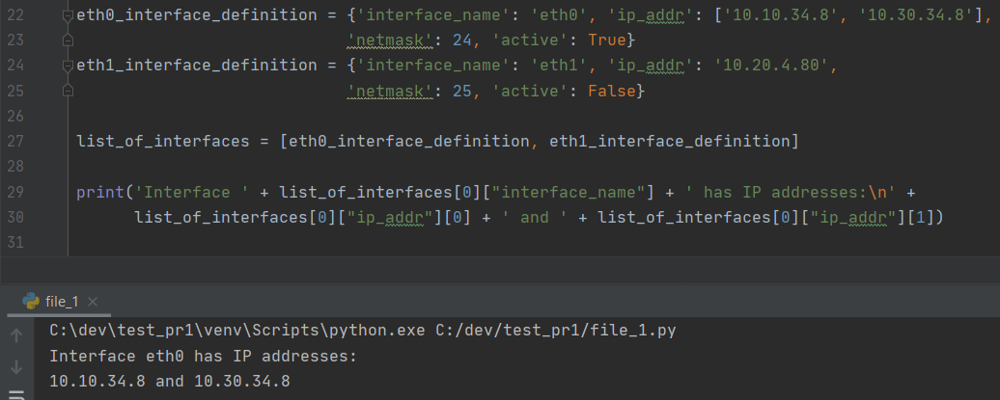 22 eth0_interface_definition = {'interface_name': 'eth0', 'ip_addr': ['10.10.34.8', '10.30.34.8'],
23 'netmask': 24, 'active': True}
24 eth1_interface_definition = {'interface_name': 'eth1', 'ip_addr': '10.20.4.80',
25 'netmask': 25, 'active': False}
26
27 list_of_interfaces = [eth0_interface_definition, eth1_interface_definition]
28
29 print('Interface ' + list_of_interfaces[0]["interface_name"] + ' has IP addresses:\n' +
30 list_of_interfaces[0]["ip_addr"][0] + ' and ' + list_of_interfaces[0]["ip_addr"][1])
31
file_1
C:\dev\test_pr1\venv\Scripts\python.exe C:/dev/test_pr1/file_1.py
Interface eth0 has IP addresses:
10.10.34.8 and 10.30.34.8